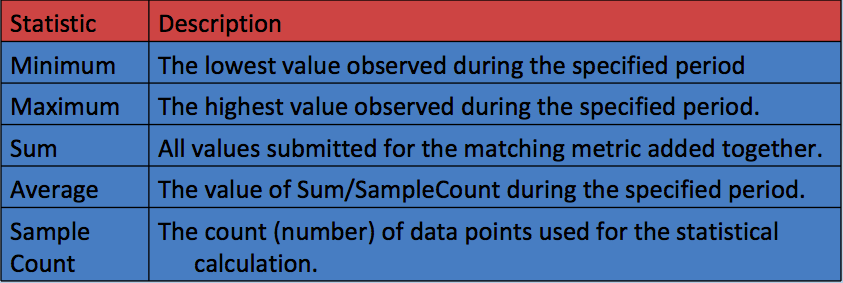 Statistic Description
Minimum The lowest value observed during the specified period
Maximum The highest value observed during the specified period.
Sum All values submitted for the matching metric added together.
Average The value of Sum/SampleCount during the specified period.
Sample The count (number) of data points used for the statistical
Count calculation.